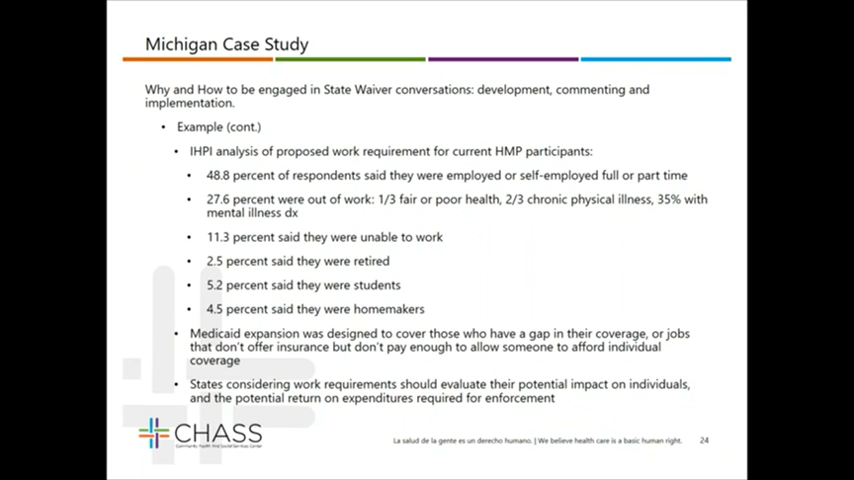 Michigan Case Study
Why and How to be engaged in State Waiver conversations: development, commenting and
implementation.
• Example (cont.)
• IHPI analysis of proposed work requirement for current HMP participants:
• 48.8 percent of respondents said they were employed or self-employed full or part time
• 27.6 percent were out of work: 1/3 fair or poor health, 2/3 chronic physical illness, 35% with
mental illness dx
• 11.3 percent said they were unable to work
• 2.5 percent said they were retired
• 5.2 percent said they were students
• 4.5 percent said they were homemakers
• Medicaid expansion was designed to cover those who have a gap in their coverage, or jobs
that don't offer insurance but don't pay enough to allow someone to afford individual
coverage
• States considering work requirements should evaluate their potential impact on individuals,
and the potential return on expenditures required for enforcement
CHASS
Community Health And Social Services Center
La salud de la gente es un derecho humano. | We believe health care is a basic human right.
24